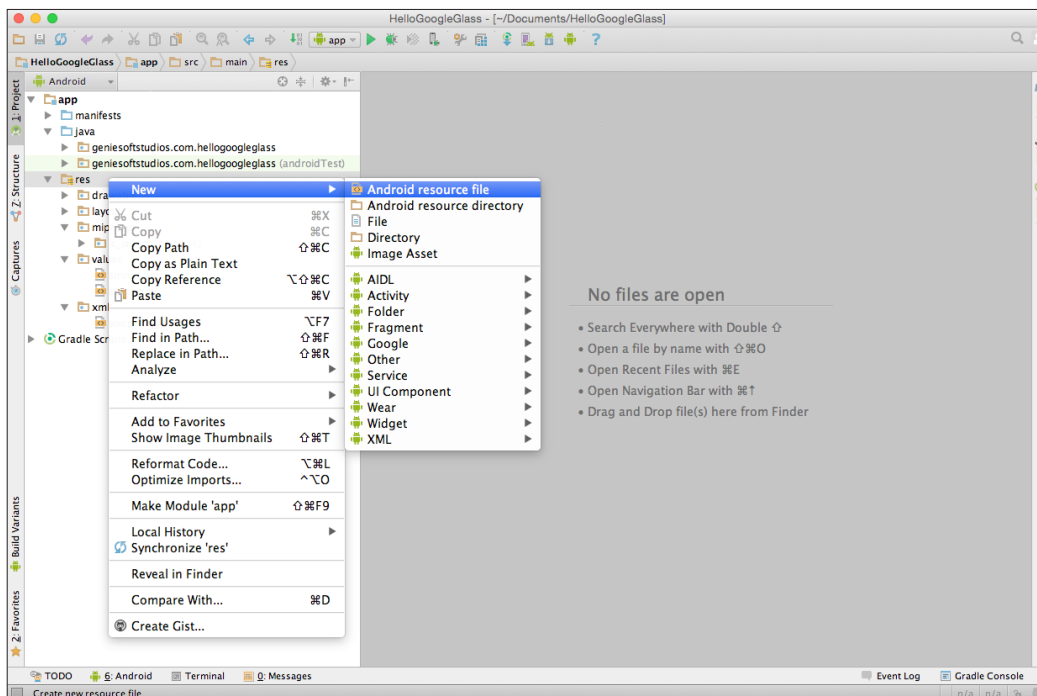 HelloGoogleGlass - [~/Documents/HelloGoogleGlass]
app
?
HelloGoogleGlass app src main res
Android
1: Project
Z: Structure
Captures
Build Variants
2: Favorites
app
manifests
java
geniesoftstudios.com.hellogoogleglass
geniesoftstudios.com.hellogoogleglass (androidTest)
res
Gradle Scr
New
Cut ⌘X
Copy ⌘C
Copy Path ⇧⌘C
Copy as Plain Text
Copy Reference ⌥⇧⌘C
Paste ⌘V
Find Usages ⌥F7
Find in Path... ⇧⌘F
Replace in Path... ⇧⌘R
Analyze
Refactor
Add to Favorites
Show Image Thumbnails ⇧⌘T
Reformat Code... ⌥⌘L
Optimize Imports... ^⌥O
Make Module 'app' ⇧⌘F9
Local History
Synchronize 'res'
Reveal in Finder
Compare With... ⌘D
Create Gist...
Android resource file
Android resource directory
File
Directory
Image Asset
AIDL
Activity
Folder
Fragment
Google
Other
Service
UI Component
Wear
Widget
XML
No files are open
• Search Everywhere with Double ⇧
• Open a file by name with ⇧⌘O
• Open Recent Files with ⌘E
• Open Navigation Bar with ⌘↑
• Drag and Drop file(s) here from Finder
TODO 6: Android Terminal 0: Messages Event Log Gradle Console
Create new resource file n/a n/a